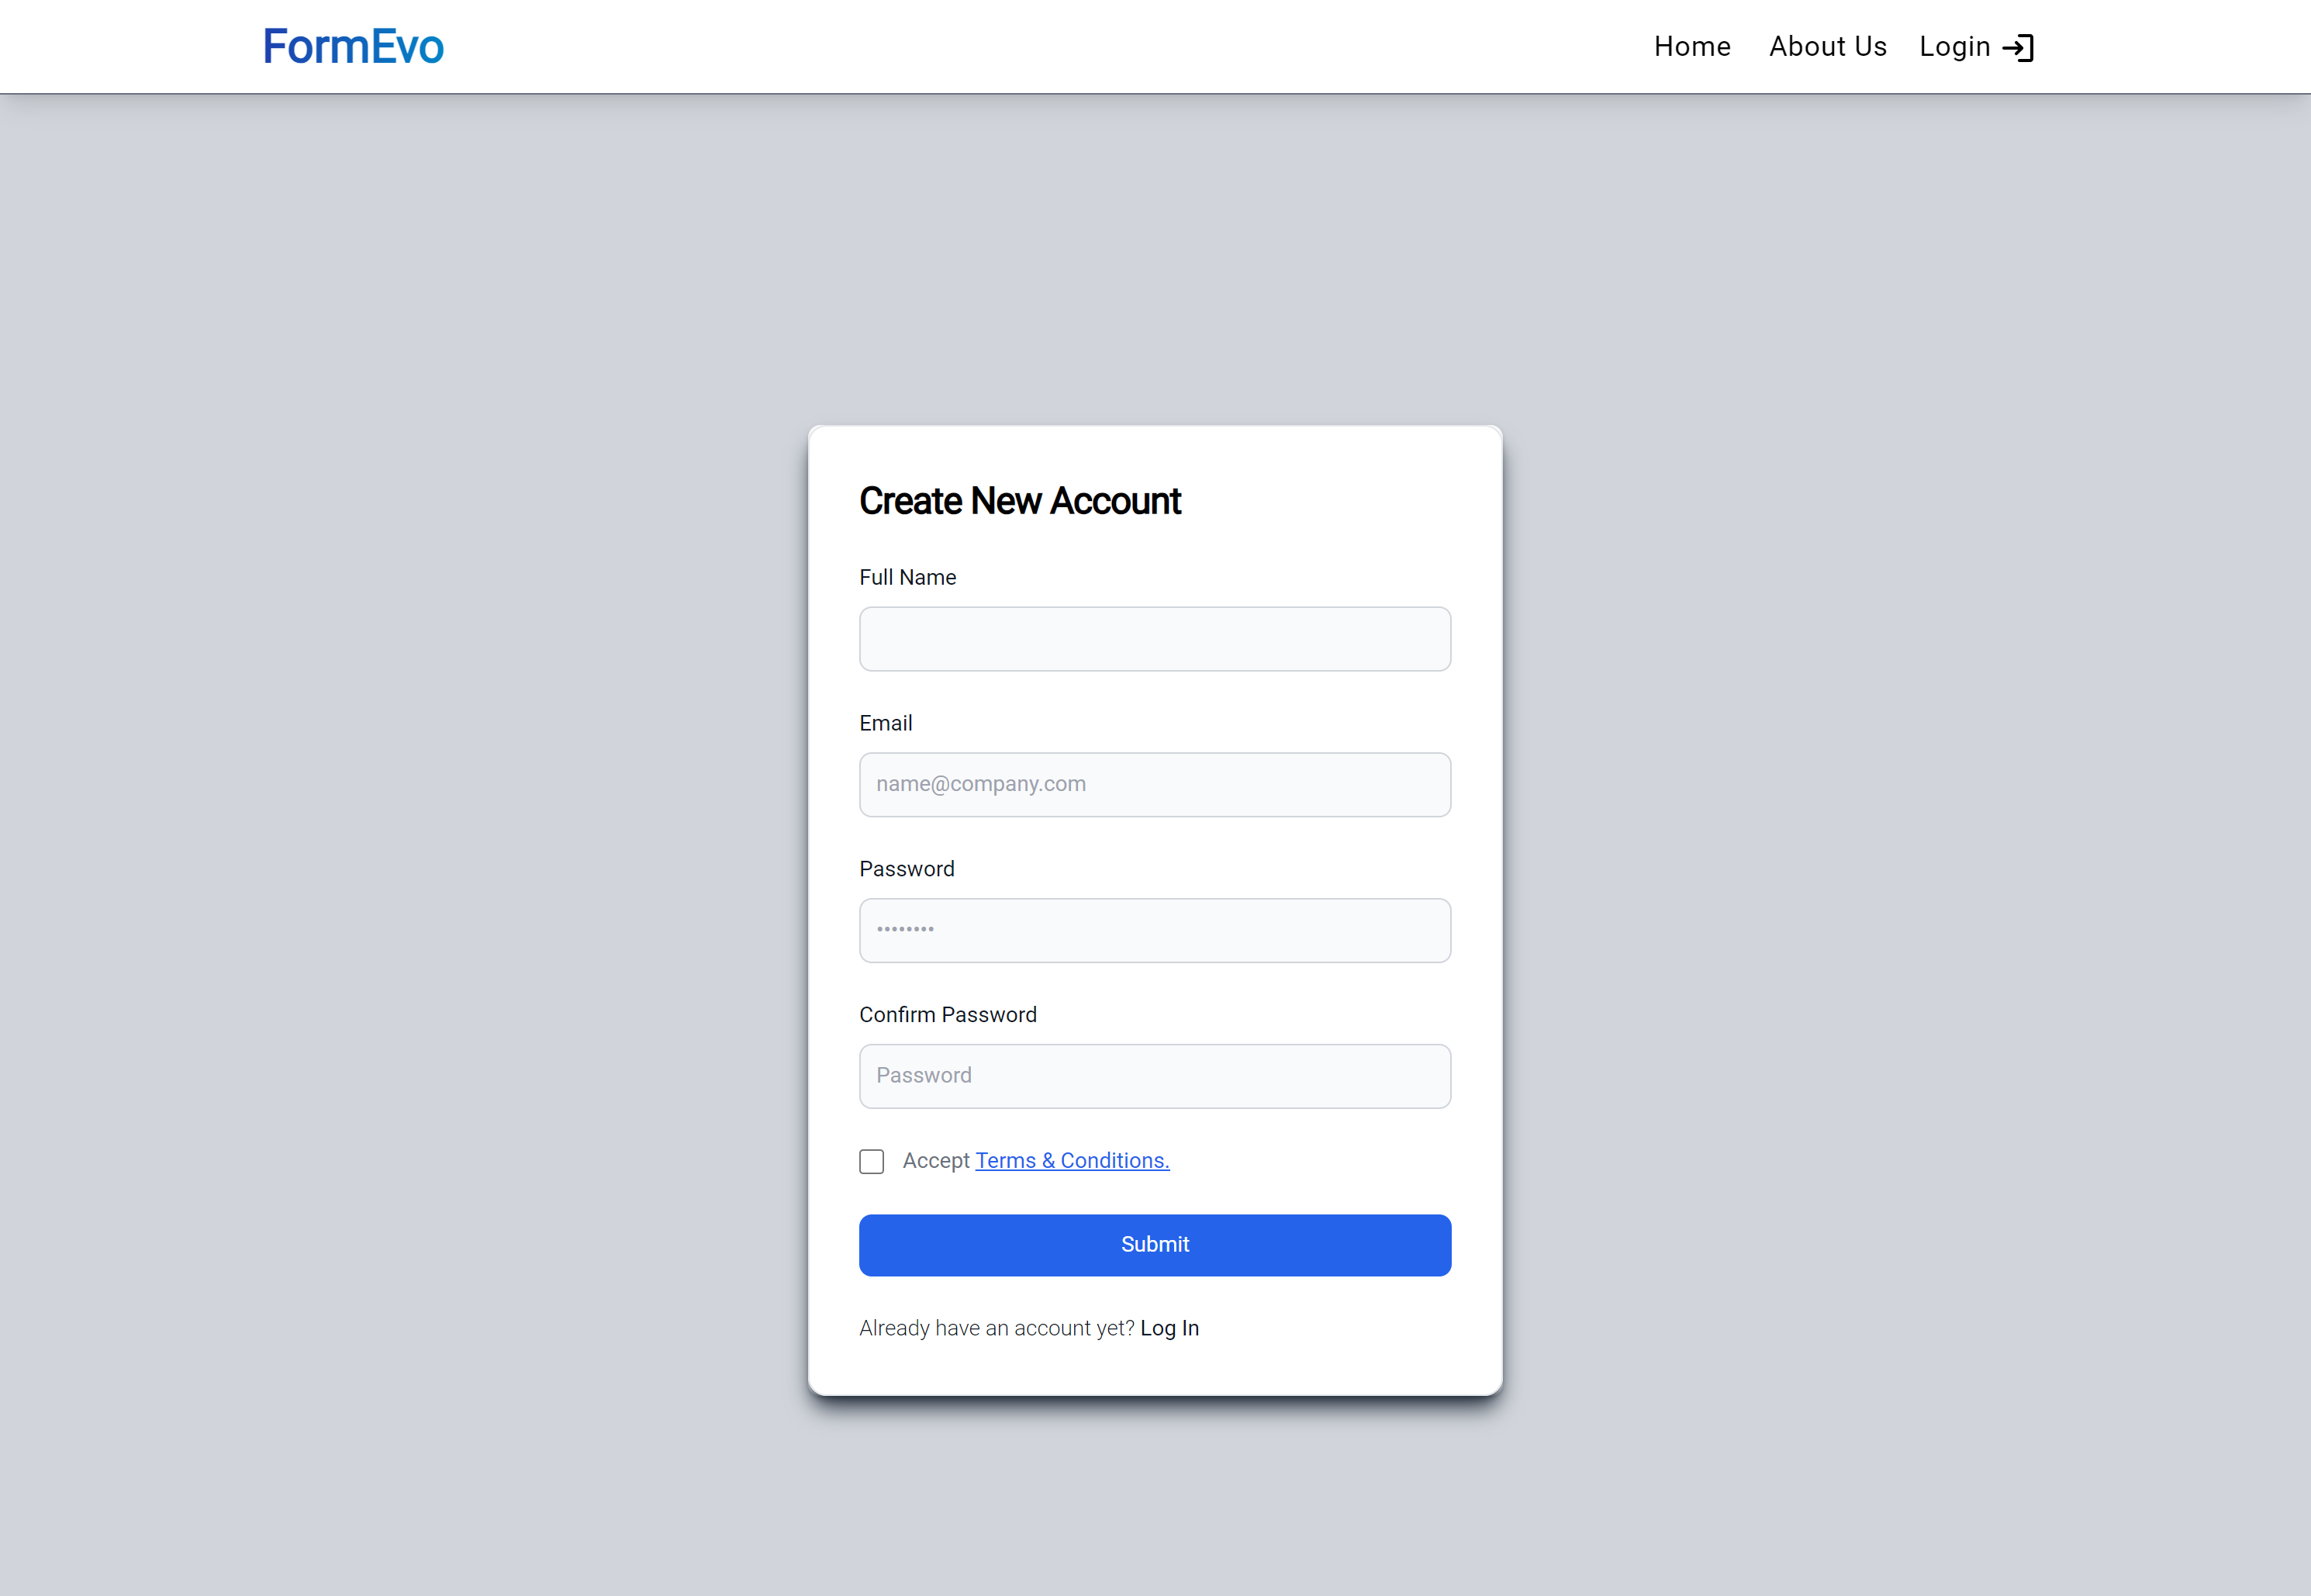 FormEvo
Home About Us Login
Create New Account
Full Name
Email
name@company.com
Password
••••••••
Confirm Password
Password
Accept Terms & Conditions.
Submit
Already have an account yet? Log In